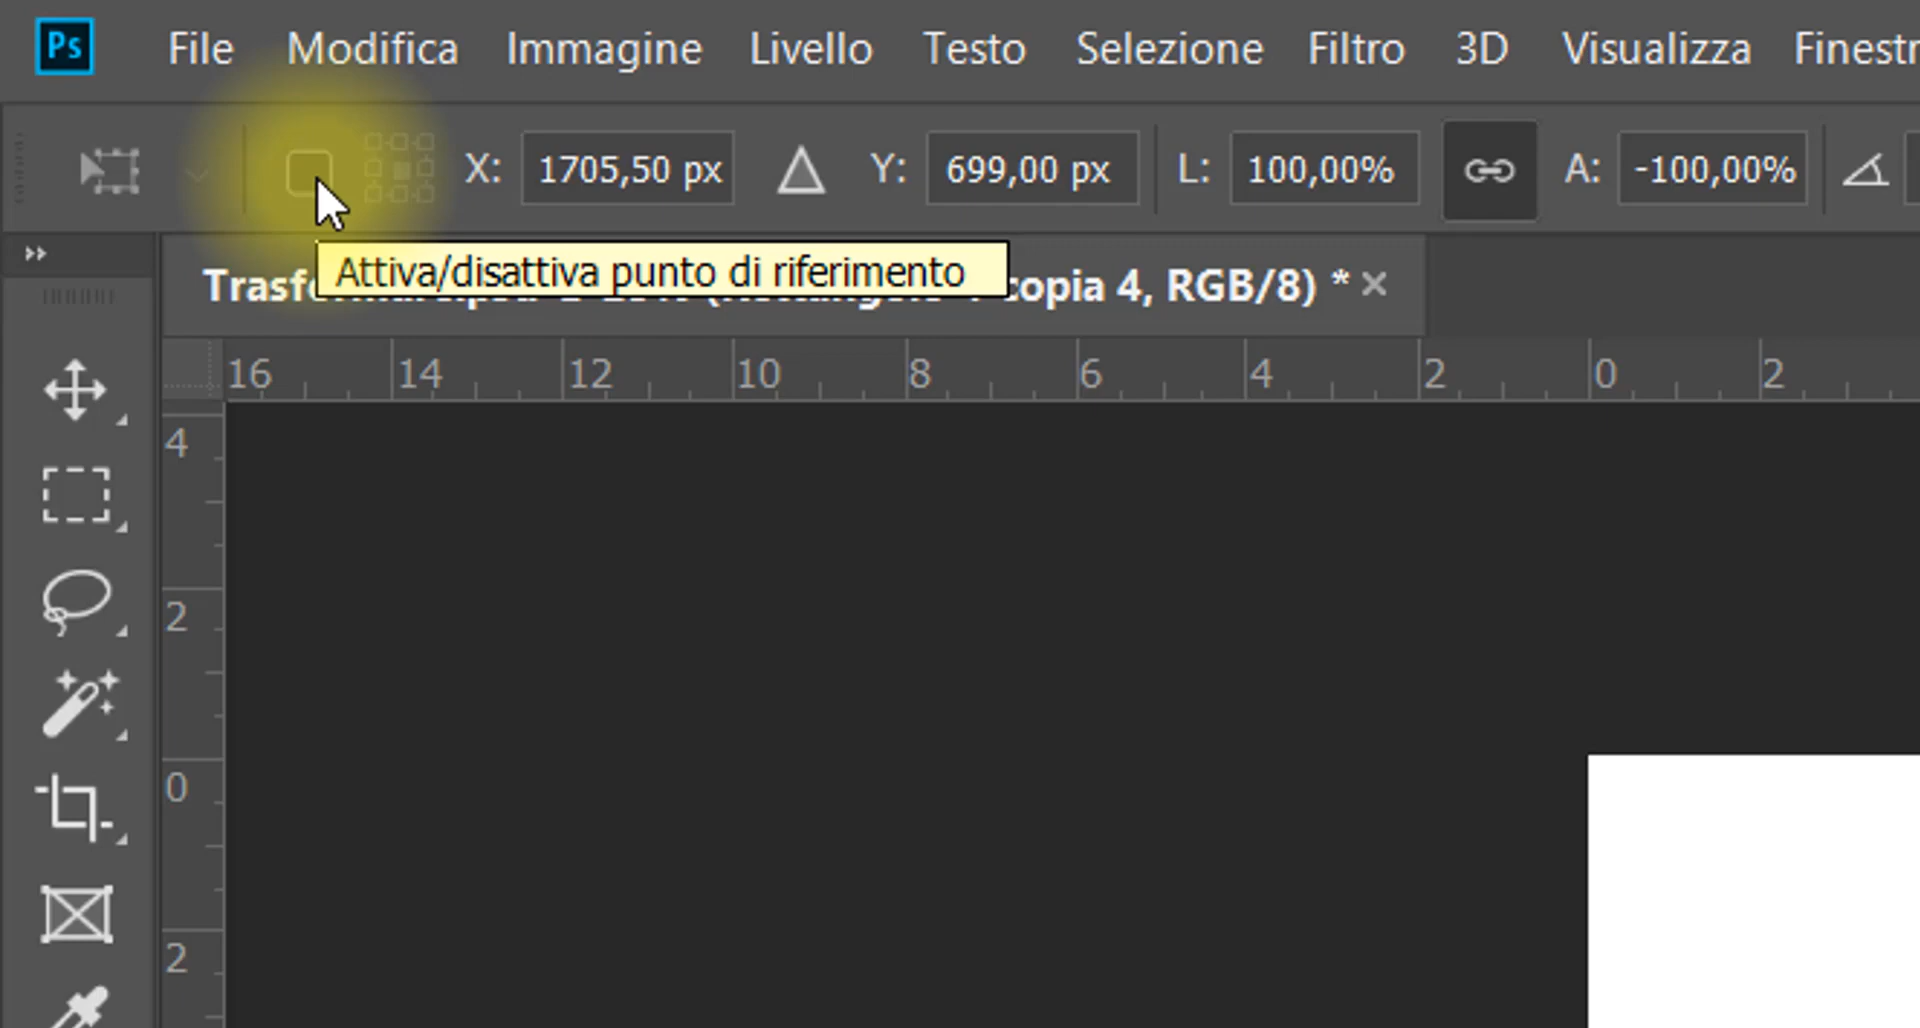 Ps File Modifica Immagine Livello Testo Selezione Filtro 3D Visualizza Finestr
X: 1705,50 px Y: 699,00 px L: 100,00% A: -100,00%
Attiva/disattiva punto di riferimento
copia 4, RGB/8) * ×
16 14 12 10 8 6 4 2 0 2
4
2
0
2